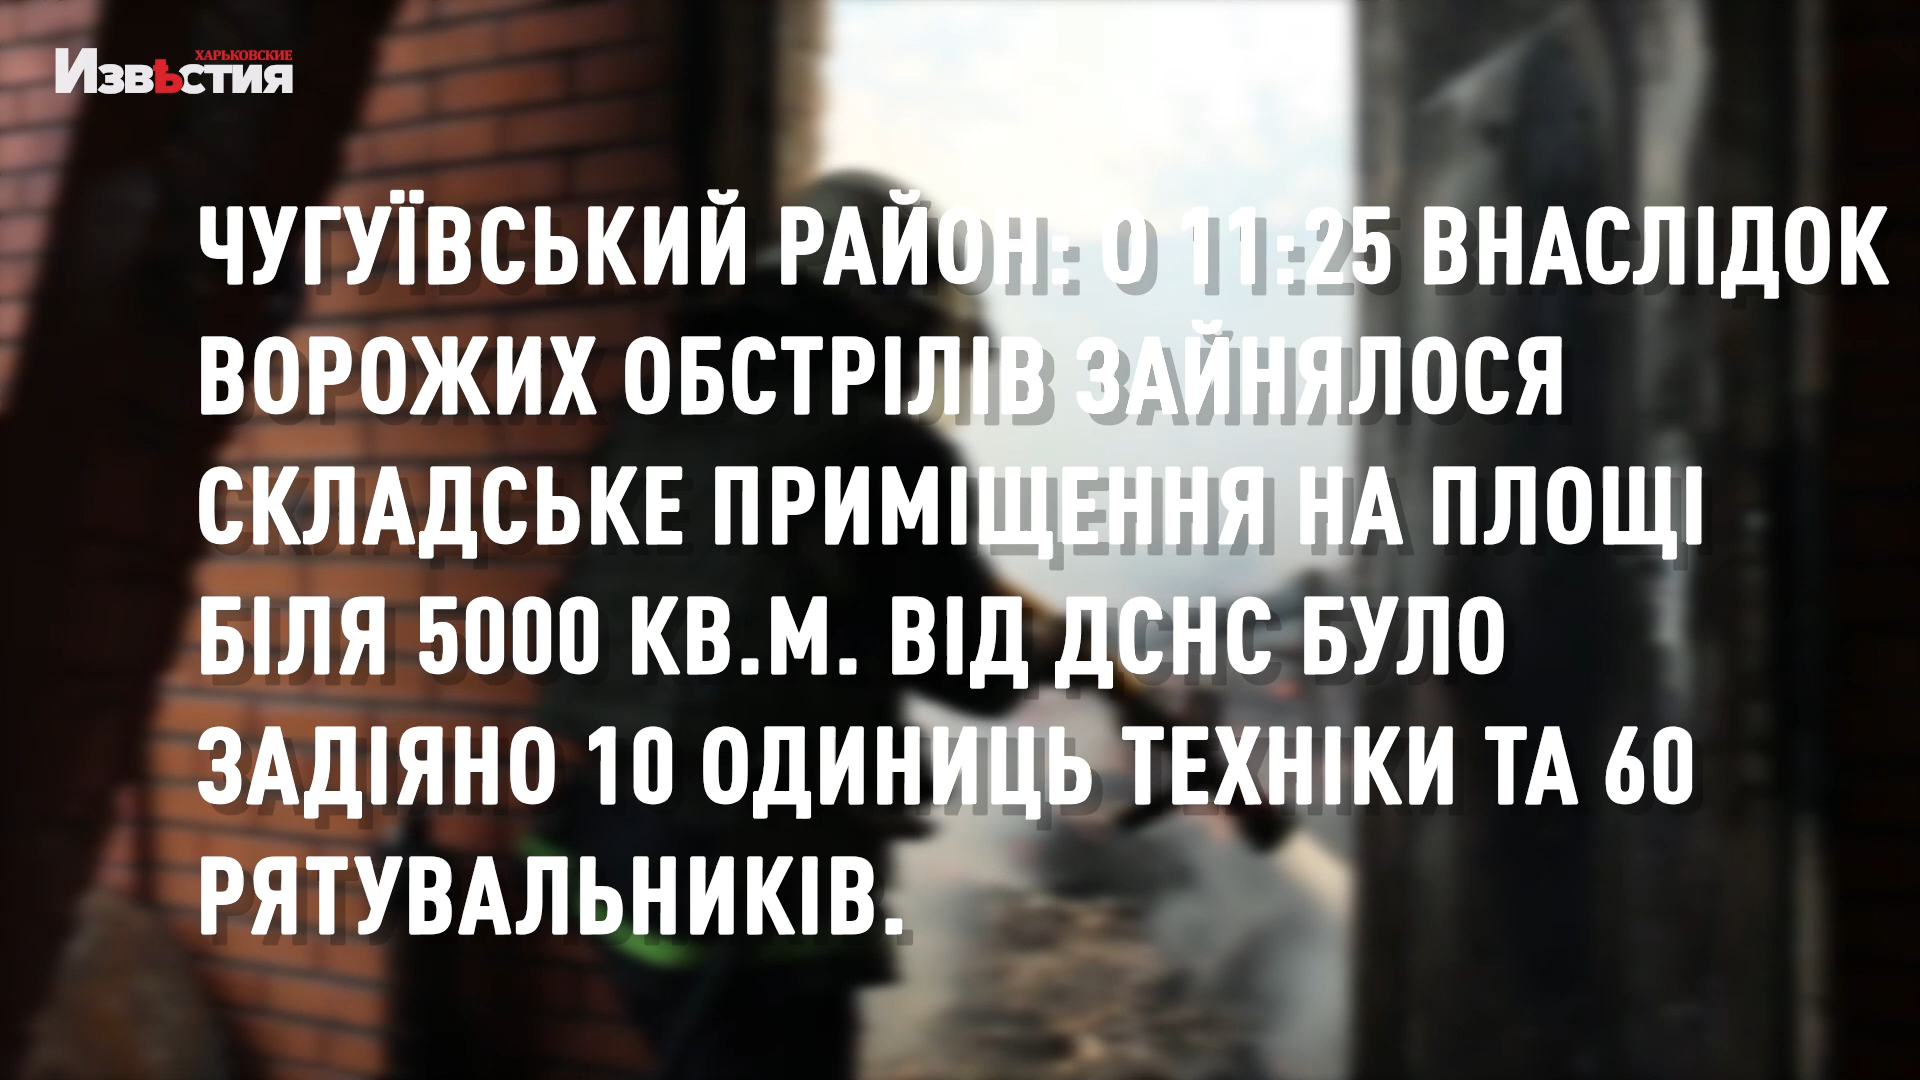 ХАРЬКОВСКИЕ
ИзвѢстия
ЧУГУЇВСЬКИЙ РАЙОН: О 11:25 ВНАСЛІДОК
ВОРОЖИХ ОБСТРІЛІВ ЗАЙНЯЛОСЯ
СКЛАДСЬКЕ ПРИМІЩЕННЯ НА ПЛОЩІ
БІЛЯ 5000 КВ.М. ВІД ДСНС БУЛО
ЗАДІЯНО 10 ОДИНИЦЬ ТЕХНІКИ ТА 60
РЯТУВАЛЬНИКІВ.